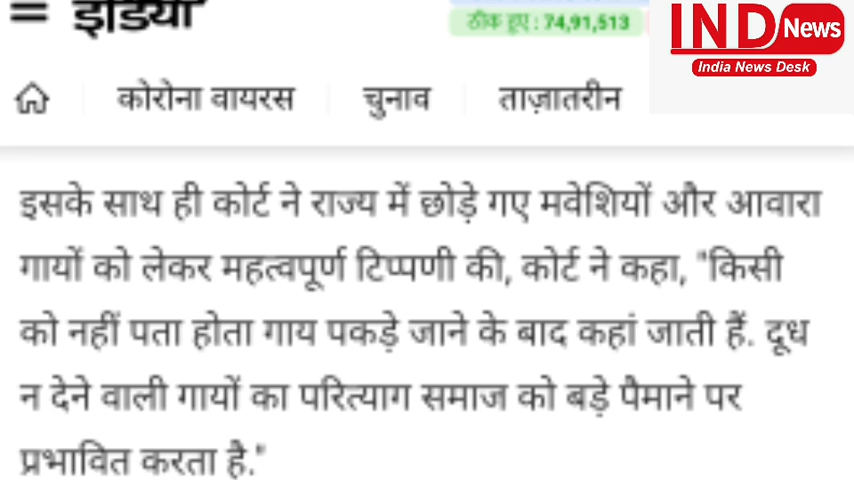 इंडिया
ठीक हुए : 74,91,513
IND News
India News Desk
कोरोना वायरस चुनाव ताज़ातरीन
इसके साथ ही कोर्ट ने राज्य में छोड़े गए मवेशियों और आवारा
गायों को लेकर महत्वपूर्ण टिप्पणी की, कोर्ट ने कहा, "किसी
को नहीं पता होता गाय पकड़े जाने के बाद कहां जाती हैं. दूध
न देने वाली गायों का परित्याग समाज को बड़े पैमाने पर
प्रभावित करता है."